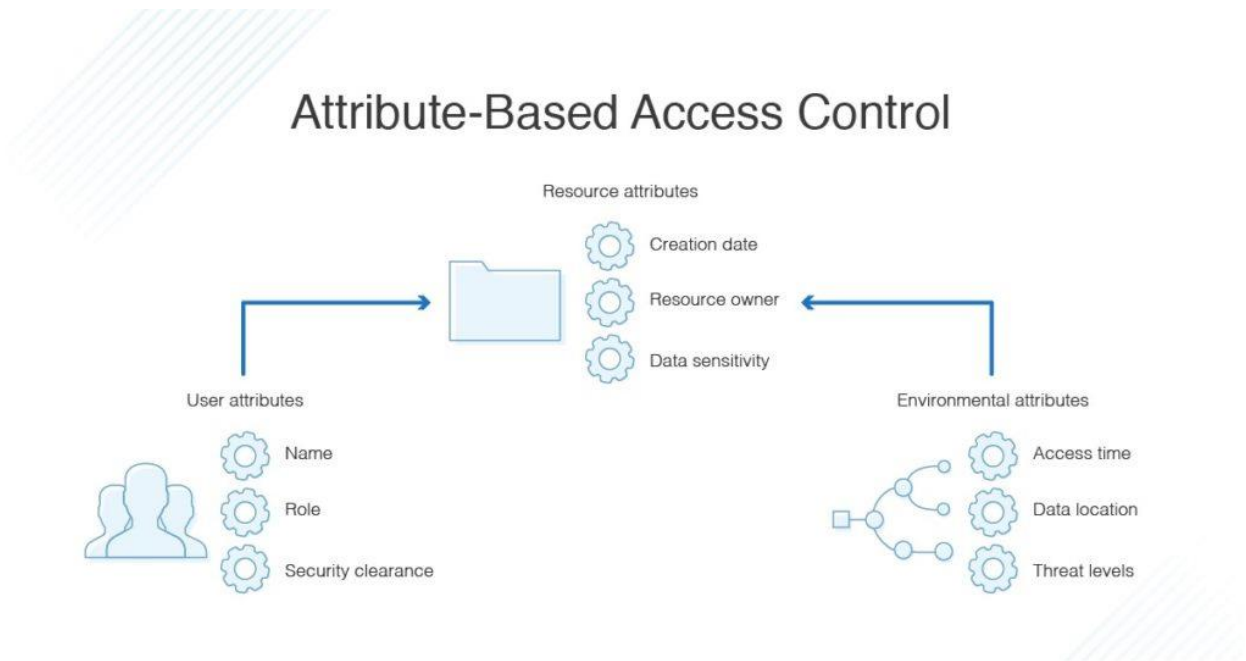 Attribute-Based Access Control
Resource attributes
Creation date
Resource owner
Data sensitivity
User attributes
Name
Role
Security clearance
Environmental attributes
Access time
Data location
Threat levels